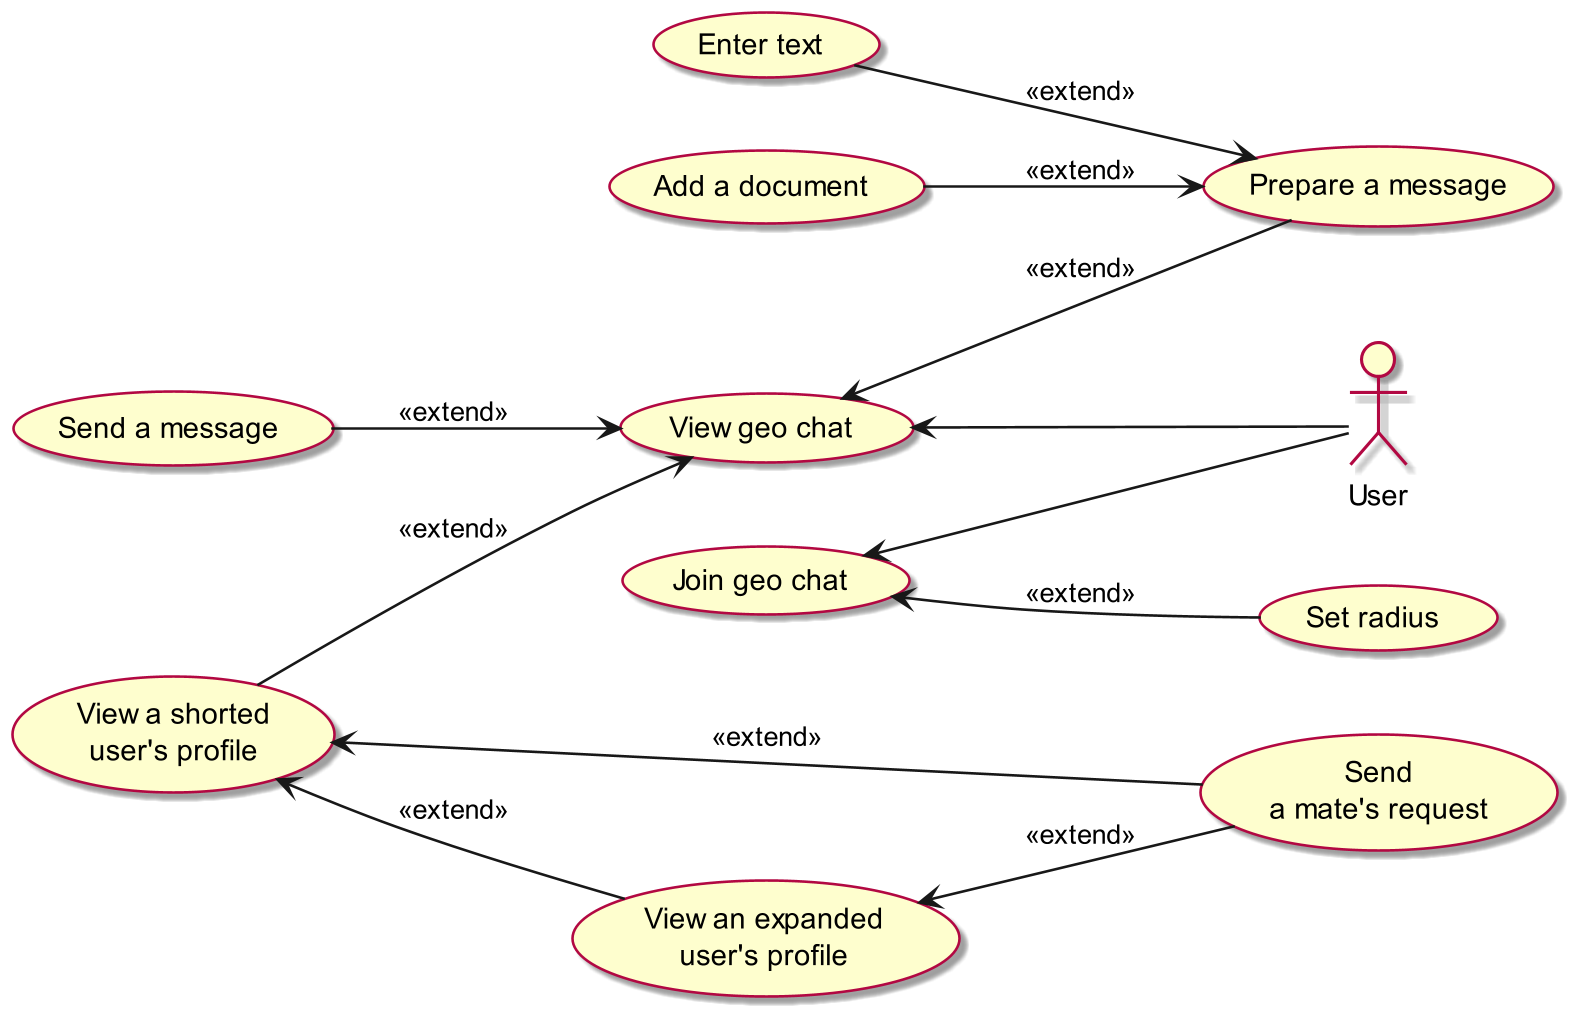 Enter text
«extend»
Add a document
«extend»
Prepare a message
«extend»
Send a message
«extend»
View geo chat
User
«extend»
Join geo chat
«extend»
Set radius
View a shorted
user's profile
«extend»
Send
a mate's request
«extend»
«extend»
View an expanded
user's profile